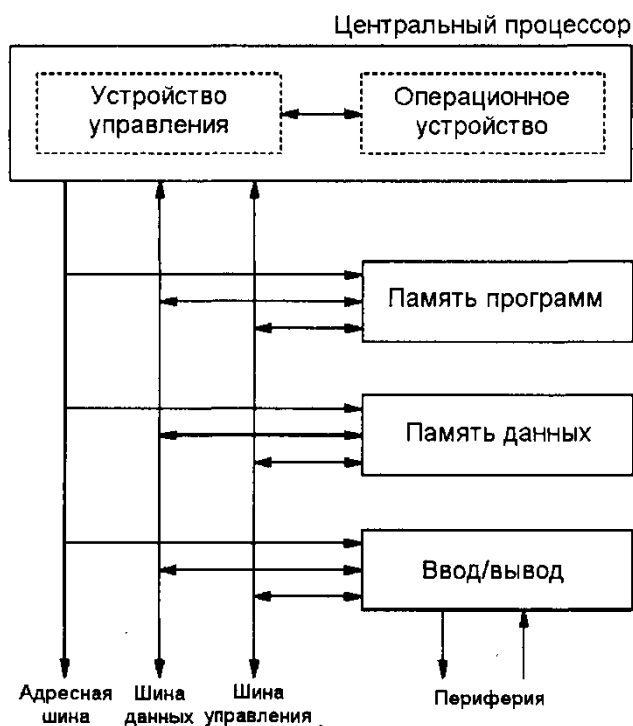 Центральный процессор
Устройство
управления
Операционное
устройство
Память программ
Память данных
Ввод/вывод
Адресная
шина
Шина
данных
Шина
управления
Периферия